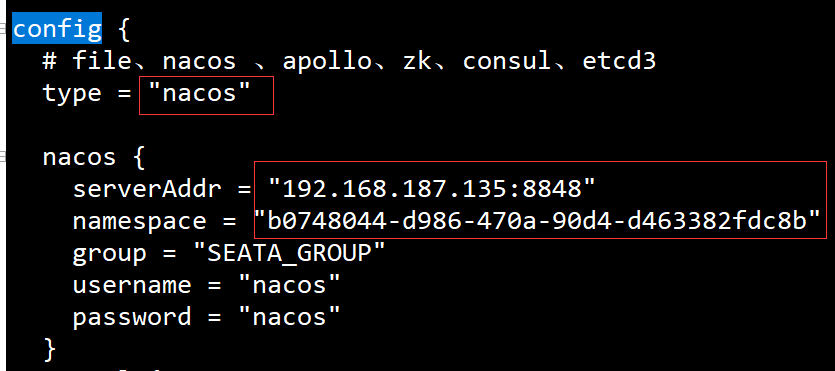 config {
# file、nacos 、apollo、zk、consul、etcd3
type = "nacos"
nacos {
serverAddr = "192.168.187.135:8848"
namespace = "b0748044-d986-470a-90d4-d463382fdc8b"
group = "SEATA_GROUP"
username = "nacos"
password = "nacos"
}